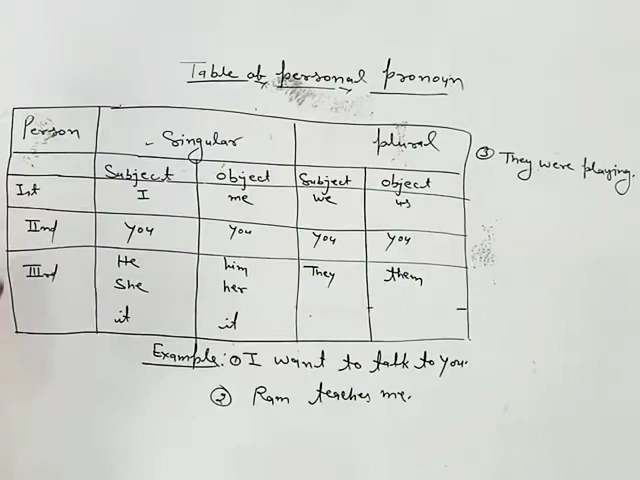 Table of personal pronoun
Person Singular plural
Subject object Subject object
Ist I me we us
IInd you you you you
IIIrd He him They them
She her
it it
③ They were playing.
Example: ① I want to talk to you.
② Ram teaches me.